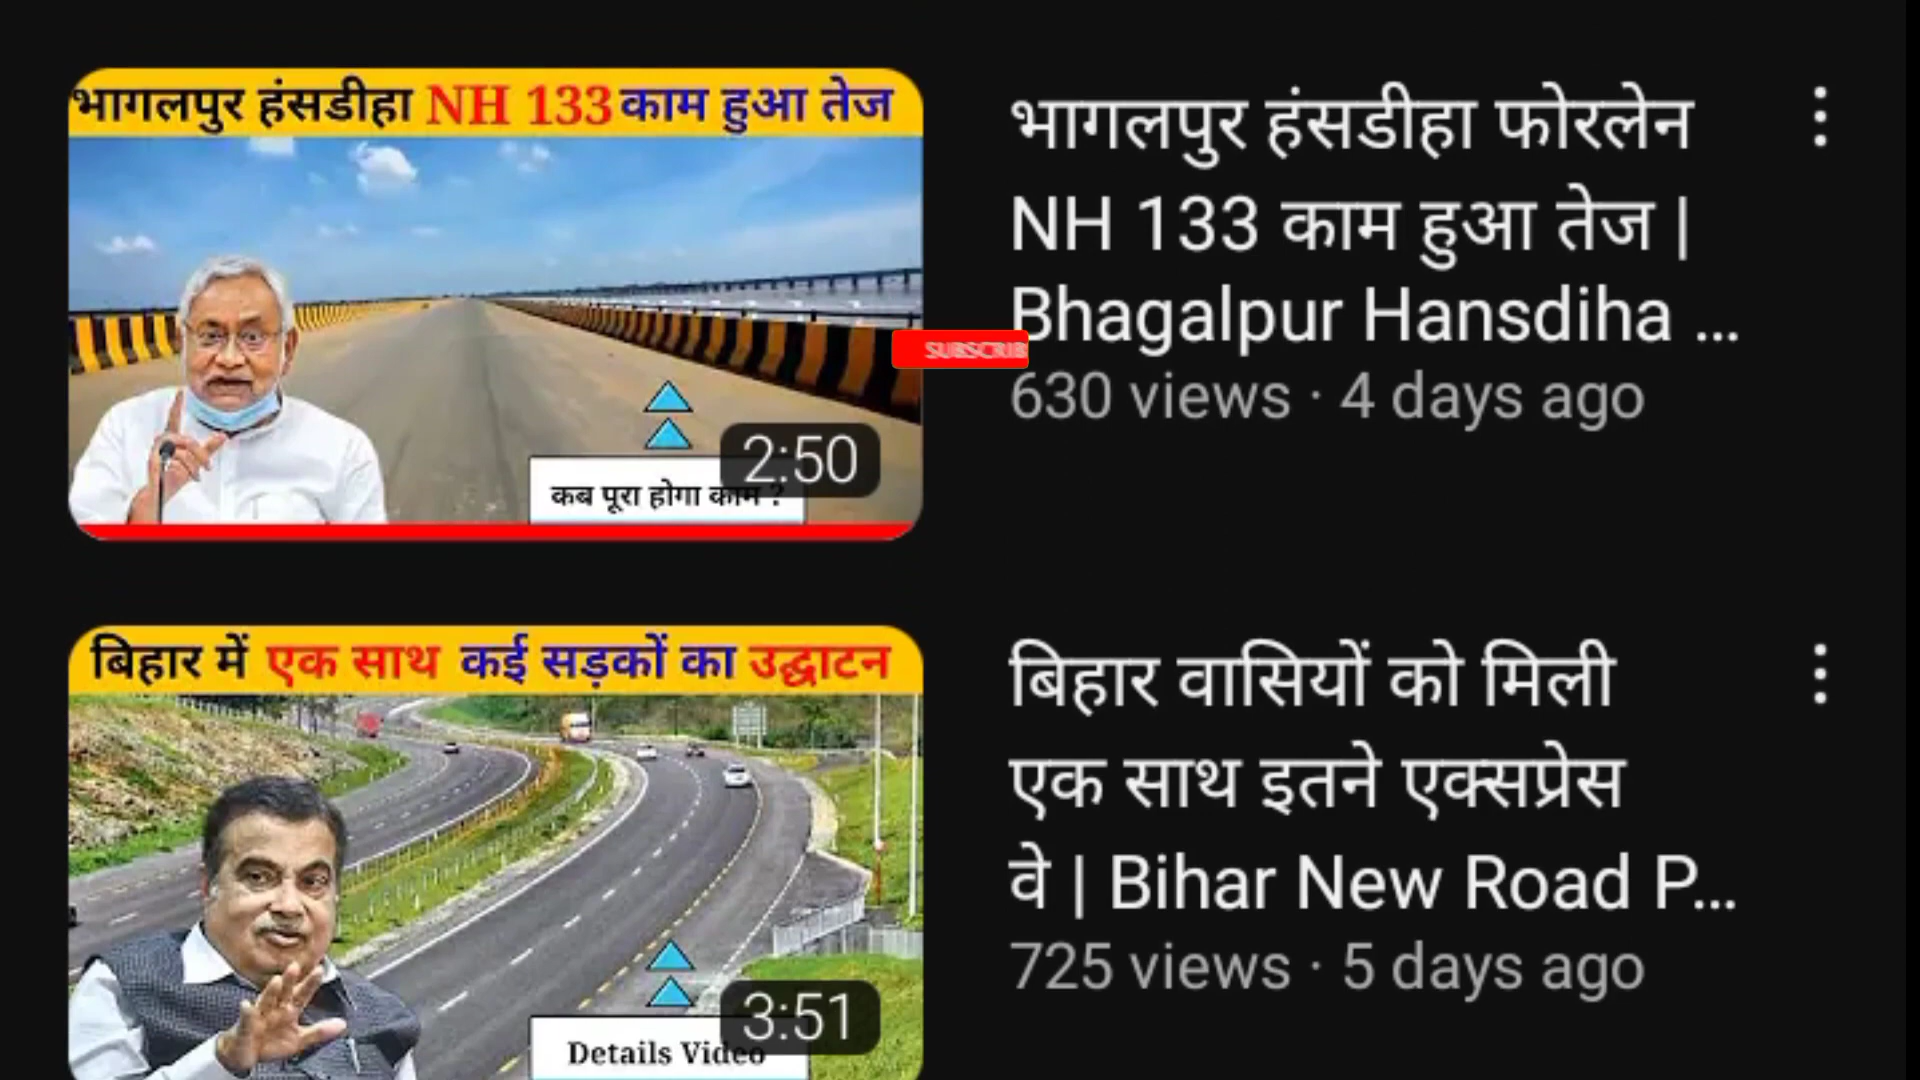 भागलपुर हंसडीहा NH 133 काम हुआ तेज
कब पूरा होगा काम ?
2:50
भागलपुर हंसडीहा फोरलेन
NH 133 काम हुआ तेज |
Bhagalpur Hansdiha ...
630 views · 4 days ago
SUBSCRIB
बिहार में एक साथ कई सड़कों का उद्घाटन
Details Video
3:51
बिहार वासियों को मिली
एक साथ इतने एक्सप्रेस
वे | Bihar New Road P...
725 views · 5 days ago